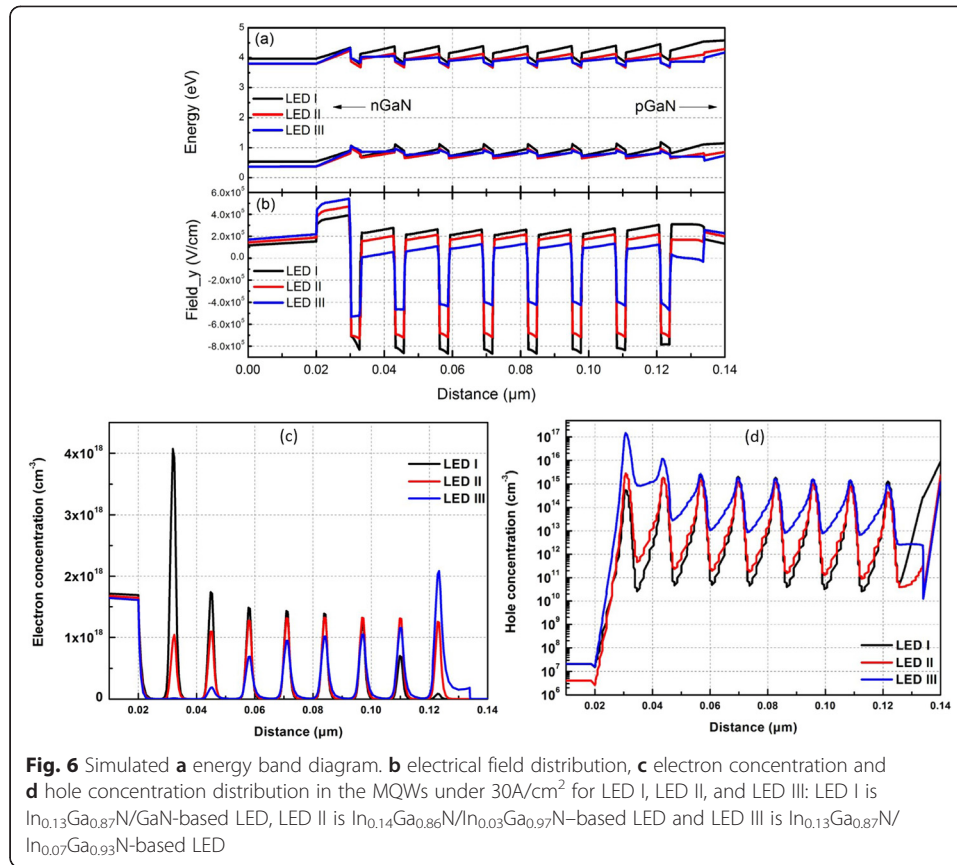 (a)
Energy (eV)
5
4
3
2
1
0
LED I
LED II
LED III
nGaN
pGaN
(b)
Field_y (V/cm)
6.0x10⁵
4.0x10⁵
2.0x10⁵
0.0
-4.0x10⁵
-6.0x10⁵
-8.0x10⁵
LED I
LED II
LED III
0.00 0.02 0.04 0.06 0.08 0.10 0.12 0.14
Distance (µm)
(c)
Electron concentration (cm⁻³)
4x10¹⁸
3x10¹⁸
2x10¹⁸
1x10¹⁸
0
LED I
LED II
LED III
0.02 0.04 0.06 0.08 0.10 0.12 0.14
Distance (µm)
(d)
Hole concentration (cm⁻³)
10¹⁷
10¹⁶
10¹⁵
10¹⁴
10¹³
10¹²
10¹¹
10¹⁰
10⁹
10⁸
10⁷
10⁶
LED I
LED II
LED III
0.02 0.04 0.06 0.08 0.10 0.12 0.14
Distance (µm)
Fig. 6 Simulated a energy band diagram. b electrical field distribution, c electron concentration and
d hole concentration distribution in the MQWs under 30A/cm² for LED I, LED II, and LED III: LED I is
In₀.₁₃Ga₀.₈₇N/GaN-based LED, LED II is In₀.₁₄Ga₀.₈₆N/In₀.₀₃Ga₀.₉₇N–based LED and LED III is In₀.₁₃Ga₀.₈₇N/
In₀.₀₇Ga₀.₉₃N-based LED